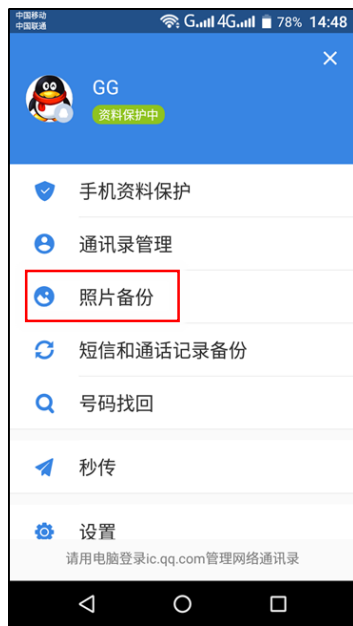 中国移动
中国联通
G 4G 78% 14:48
GG
资料保护中
手机资料保护
通讯录管理
照片备份
短信和通话记录备份
号码找回
秒传
设置
请用电脑登录ic.qq.com管理网络通讯录